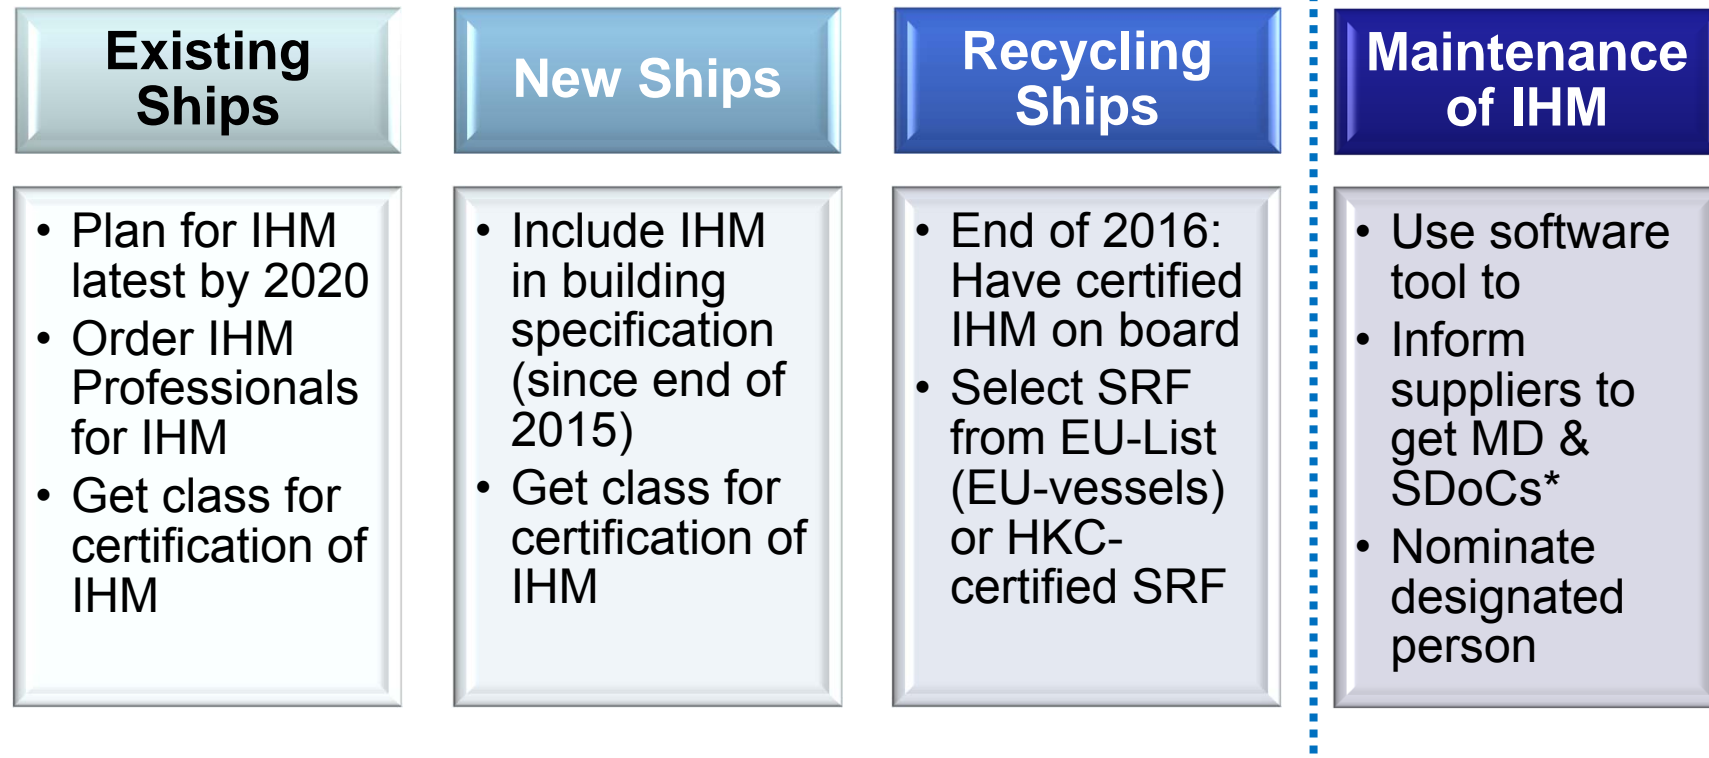 Existing
Ships
• Plan for IHM
latest by 2020
• Order IHM
Professionals
for IHM
• Get class for
certification of
IHM
New Ships
• Include IHM
in building
specification
(since end of
2015)
• Get class for
certification of
IHM
Recycling
Ships
• End of 2016:
Have certified
IHM on board
• Select SRF
from EU-List
(EU-vessels)
or HKC-
certified SRF
Maintenance
of IHM
• Use software
tool to
• Inform
suppliers to
get MD &
SDoCs*
• Nominate
designated
person